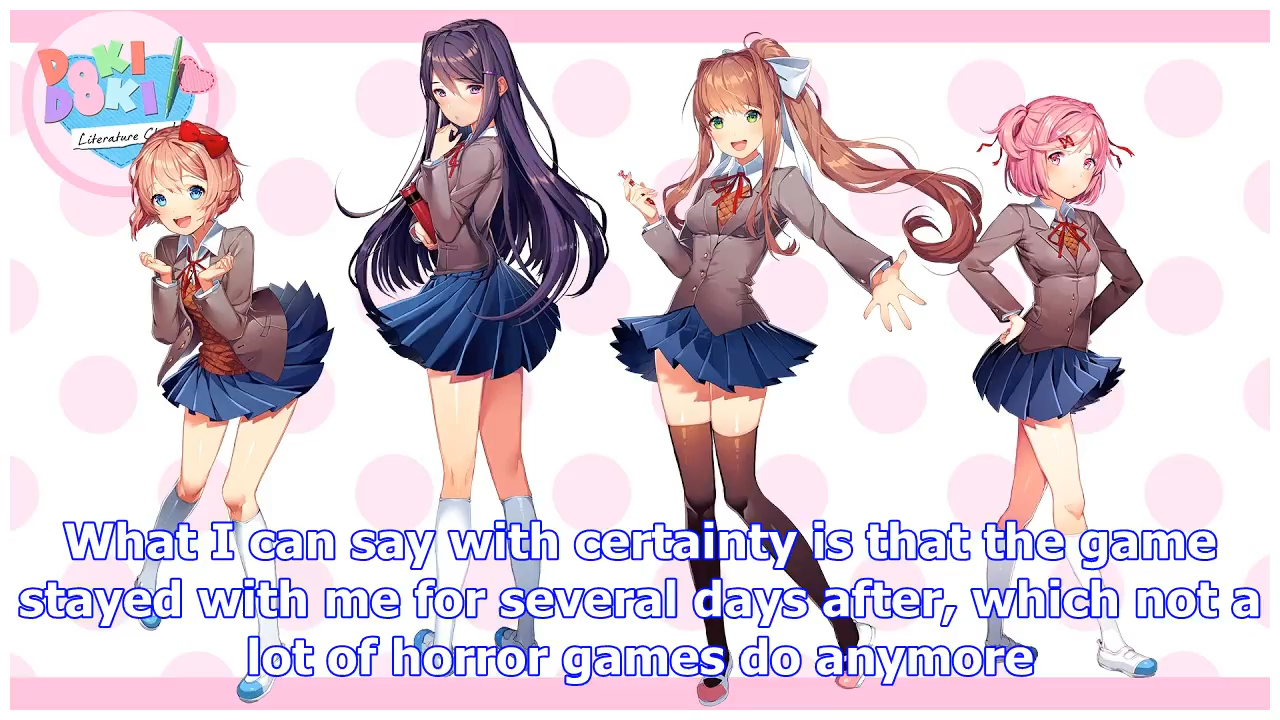 DOKI
DOKI
Literature Club
What I can say with certainty is that the game
stayed with me for several days after, which not a
lot of horror games do anymore